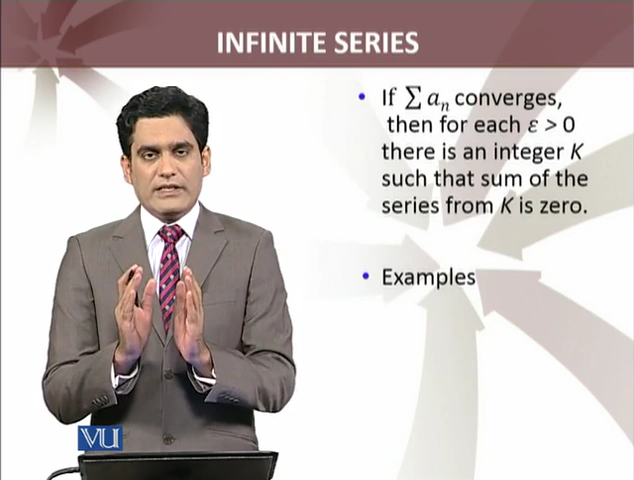 INFINITE SERIES
• If ∑ aₙ converges,
then for each ε > 0
there is an integer K
such that sum of the
series from K is zero.
• Examples
VU